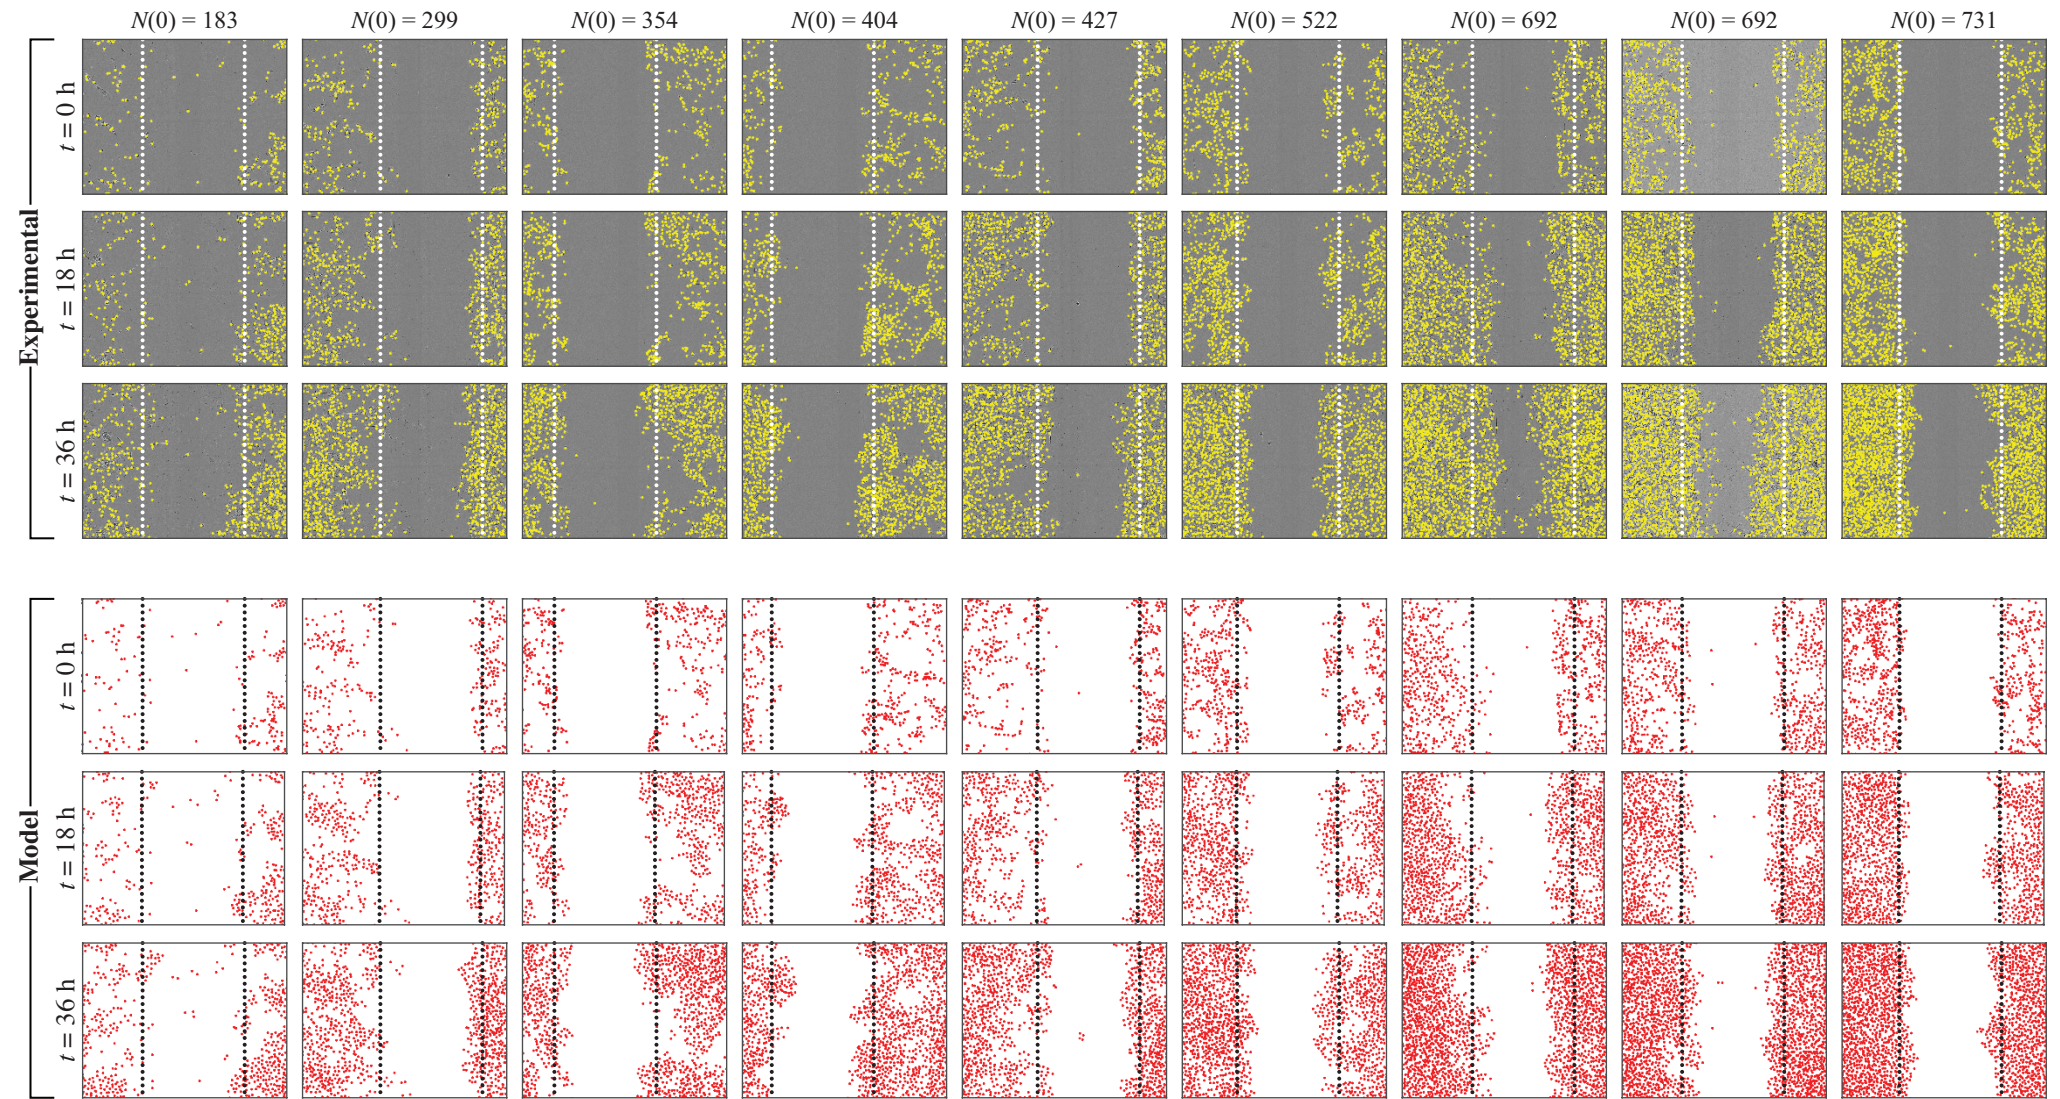 N(0) = 183 N(0) = 299 N(0) = 354 N(0) = 404 N(0) = 427 N(0) = 522 N(0) = 692 N(0) = 692 N(0) = 731
Experimental
t = 0 h
t = 18 h
t = 36 h
Model
t = 0 h
t = 18 h
t = 36 h